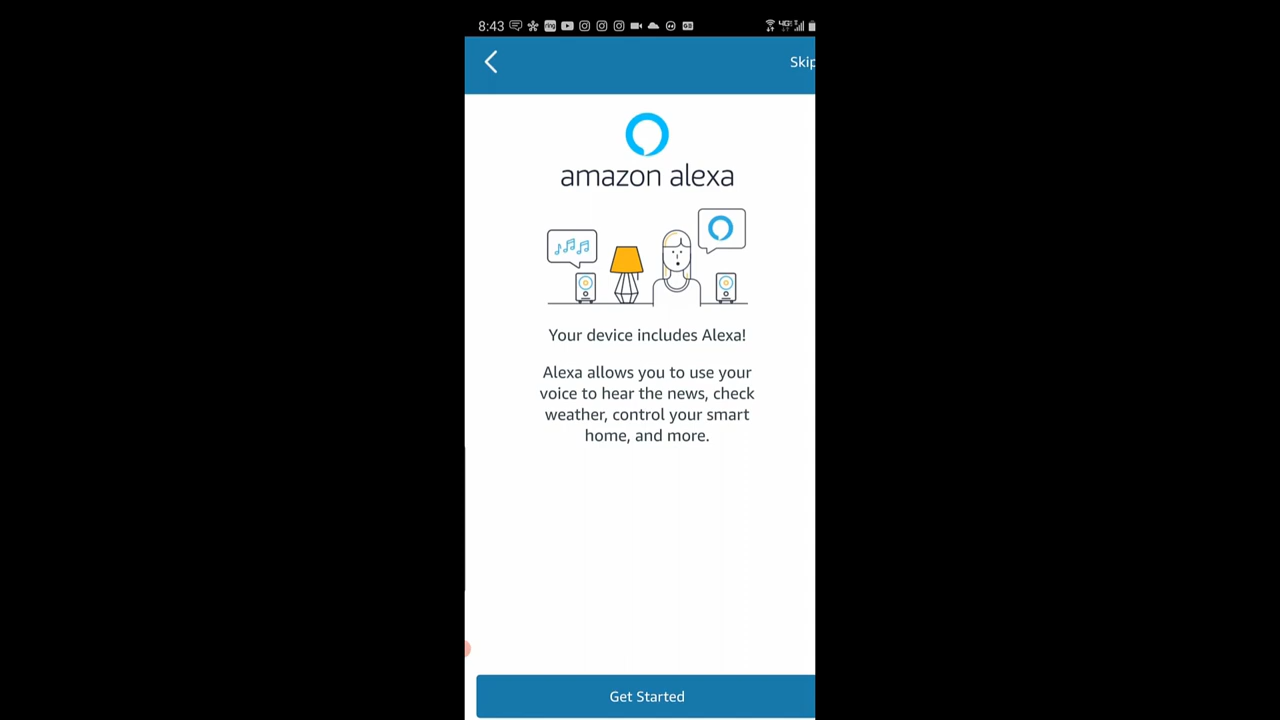 8:43
Skip
amazon alexa
Your device includes Alexa!
Alexa allows you to use your
voice to hear the news, check
weather, control your smart
home, and more.
Get Started